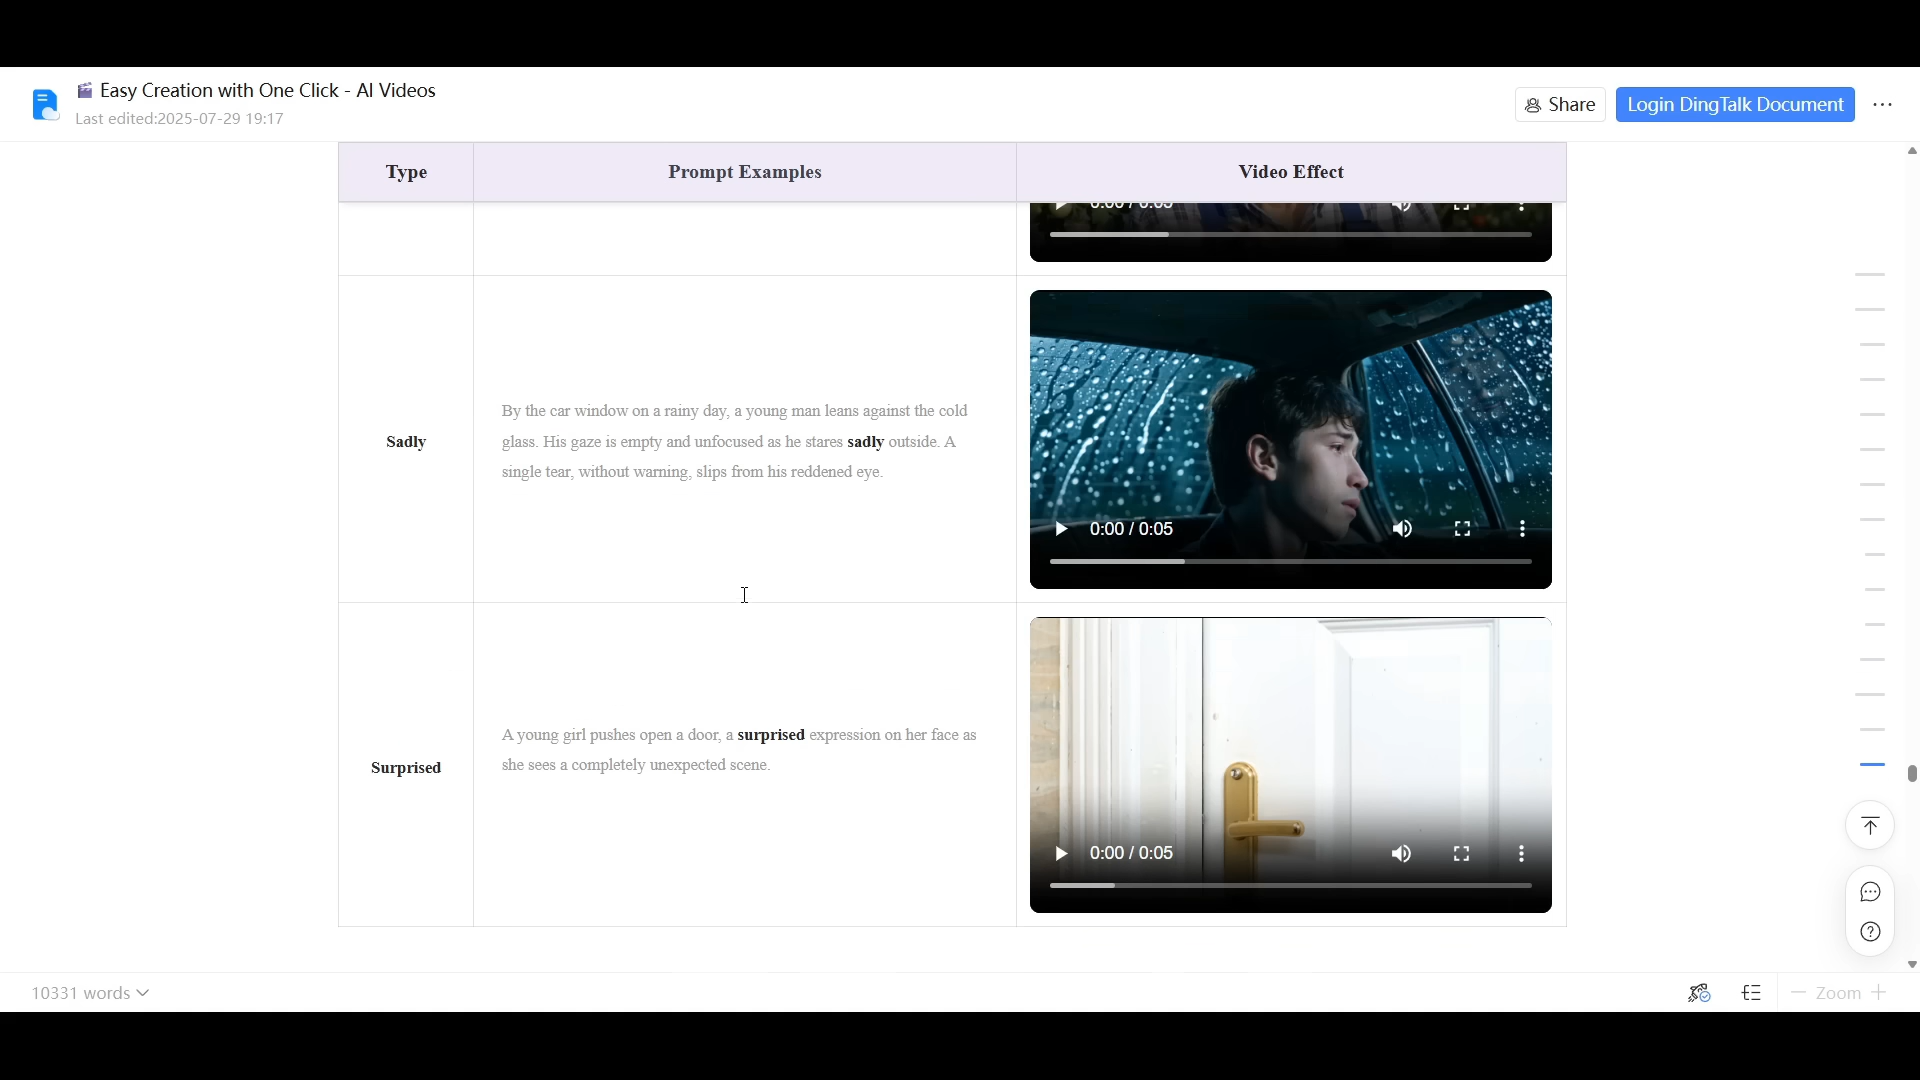 Easy Creation with One Click - AI Videos
Last edited:2025-07-29 19:17
Share
Login DingTalk Document
Type
Prompt Examples
Video Effect
0:00 / 0:05
Sadly
By the car window on a rainy day, a young man leans against the cold
glass. His gaze is empty and unfocused as he stares sadly outside. A
single tear, without warning, slips from his reddened eye.
0:00 / 0:05
Surprised
A young girl pushes open a door, a surprised expression on her face as
she sees a completely unexpected scene.
0:00 / 0:05
10331 words
Zoom